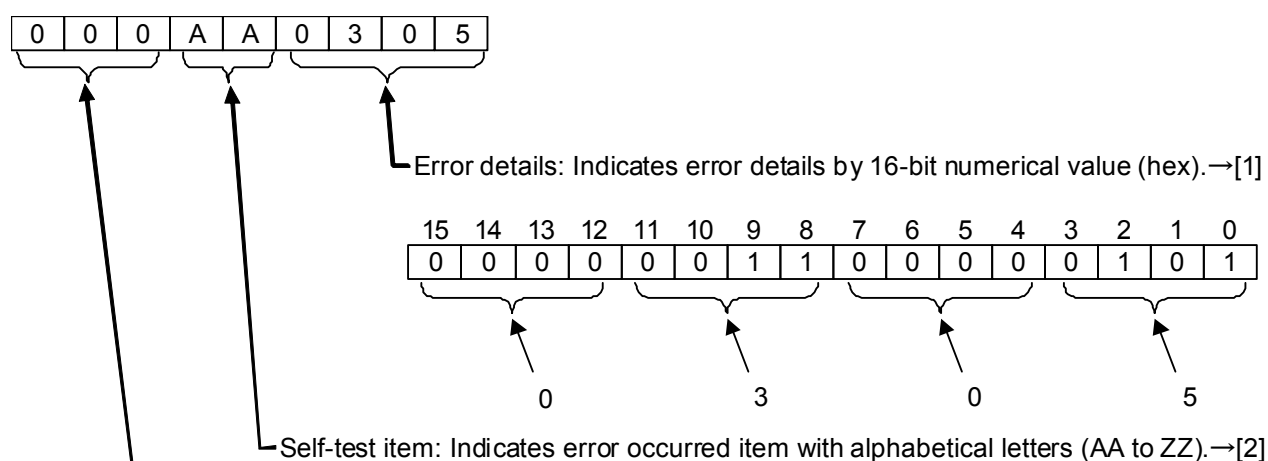 0 0 0 A A 0 3 0 5
Error details: Indicates error details by 16-bit numerical value (hex).→[1]
15 14 13 12 11 10 9 8 7 6 5 4 3 2 1 0
0 0 0 0 0 0 1 1 0 0 0 0 0 1 0 1
0 3 0 5
Self-test item: Indicates error occurred item with alphabetical letters (AA to ZZ).→[2]